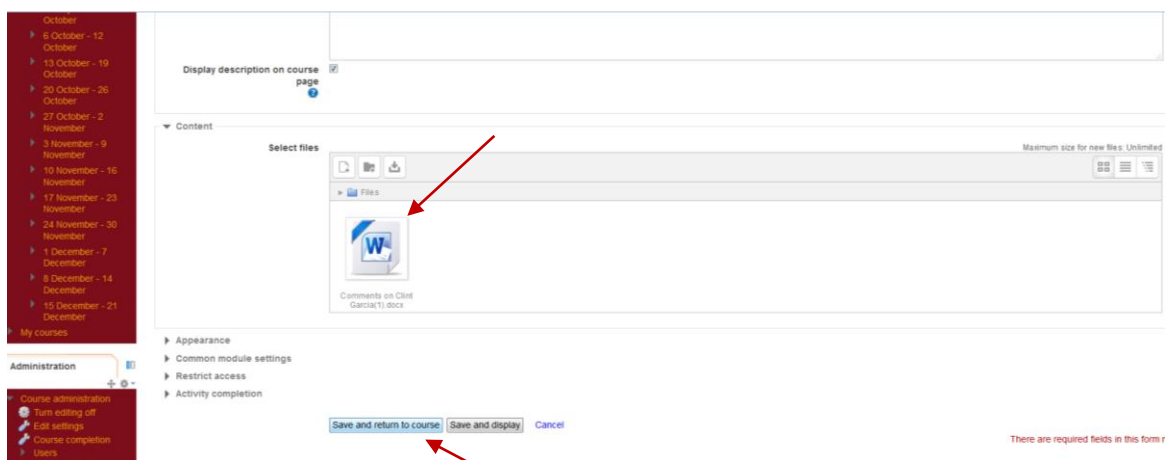 October
6 October - 12
October
13 October - 19
October
20 October - 26
October
27 October - 2
November
3 November - 9
November
10 November - 16
November
17 November - 23
November
24 November - 30
November
1 December - 7
December
8 December - 14
December
15 December - 21
December
My courses
Administration
Course administration
Turn editing off
Edit settings
Course completion
Users
Display description on course
page
Content
Select files
Maximum size for new files: Unlimited
Files
W
Comments on Clint
Garcia(1).docx
Appearance
Common module settings
Restrict access
Activity completion
Save and return to course
Save and display
Cancel
There are required fields in this form